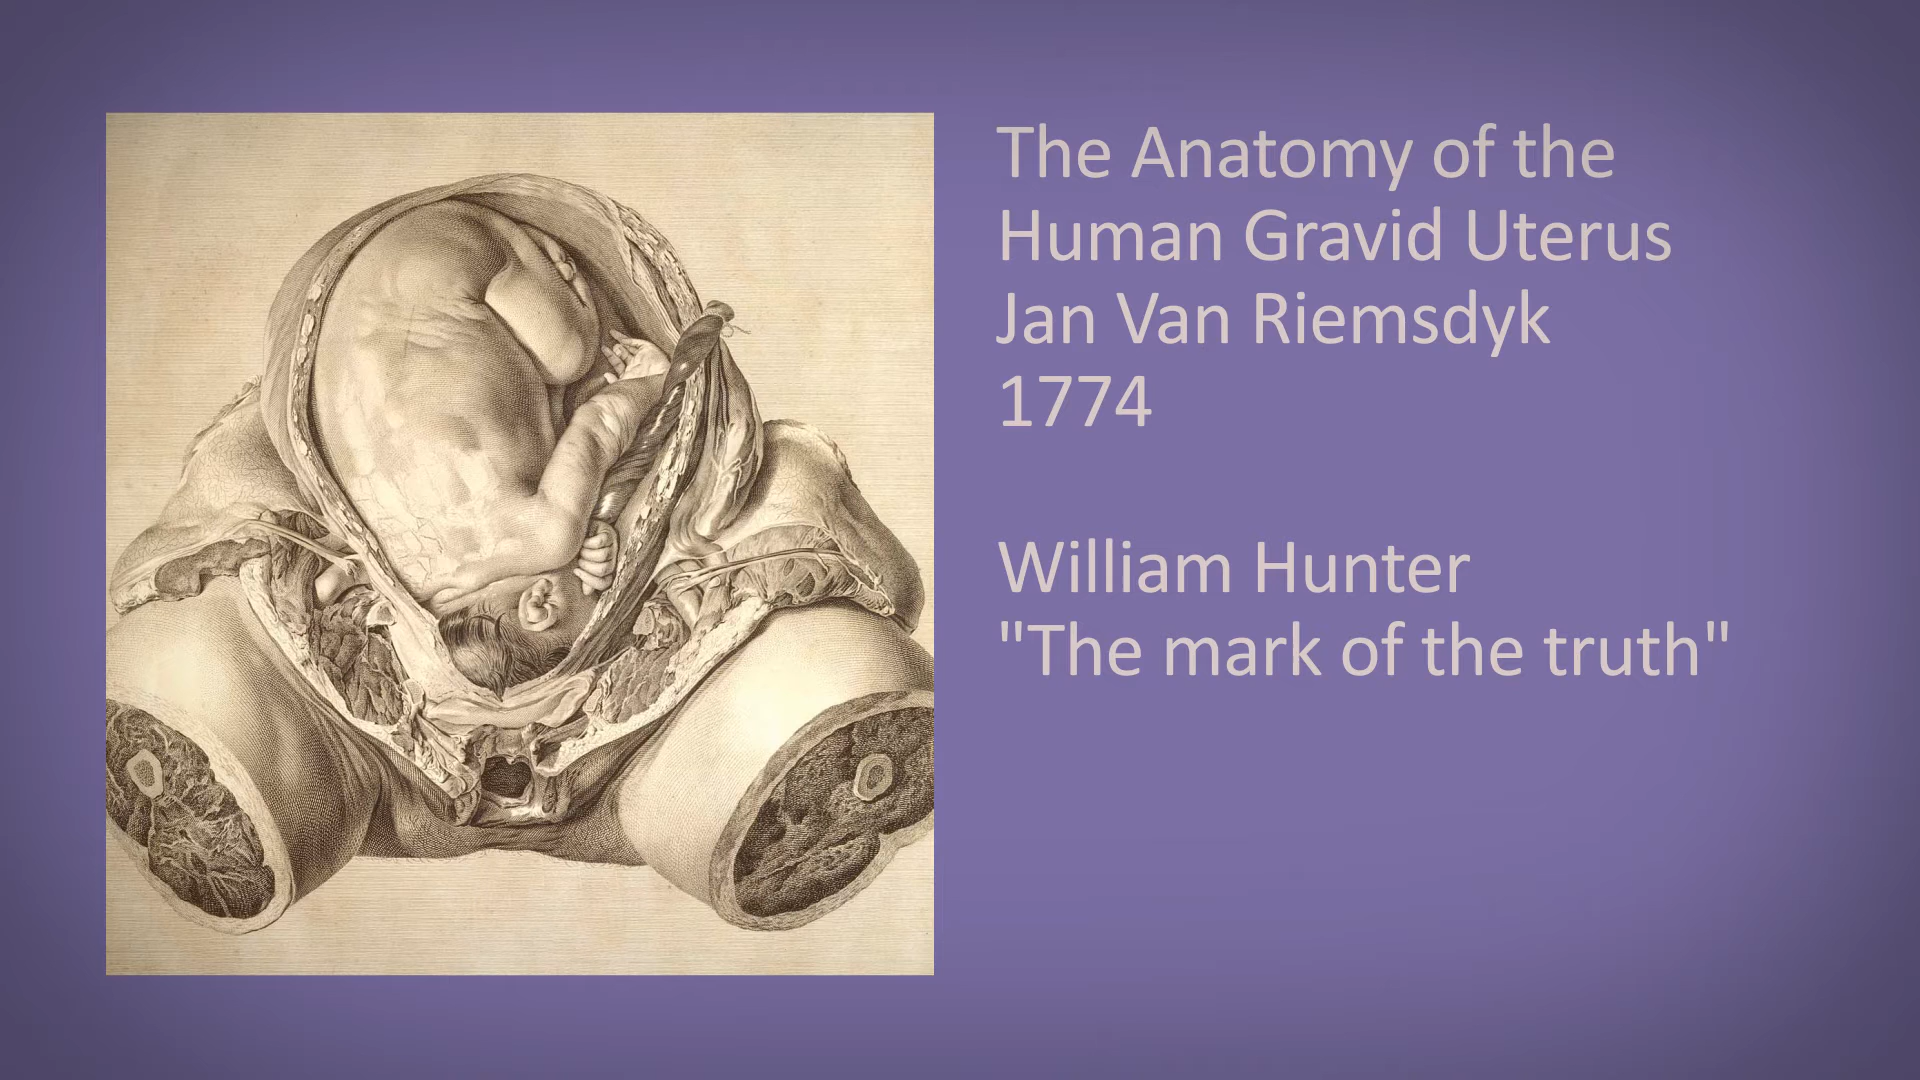 The Anatomy of the
Human Gravid Uterus
Jan Van Riemsdyk
1774
William Hunter
"The mark of the truth"